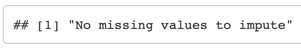 ## [1] "No missing values to impute"